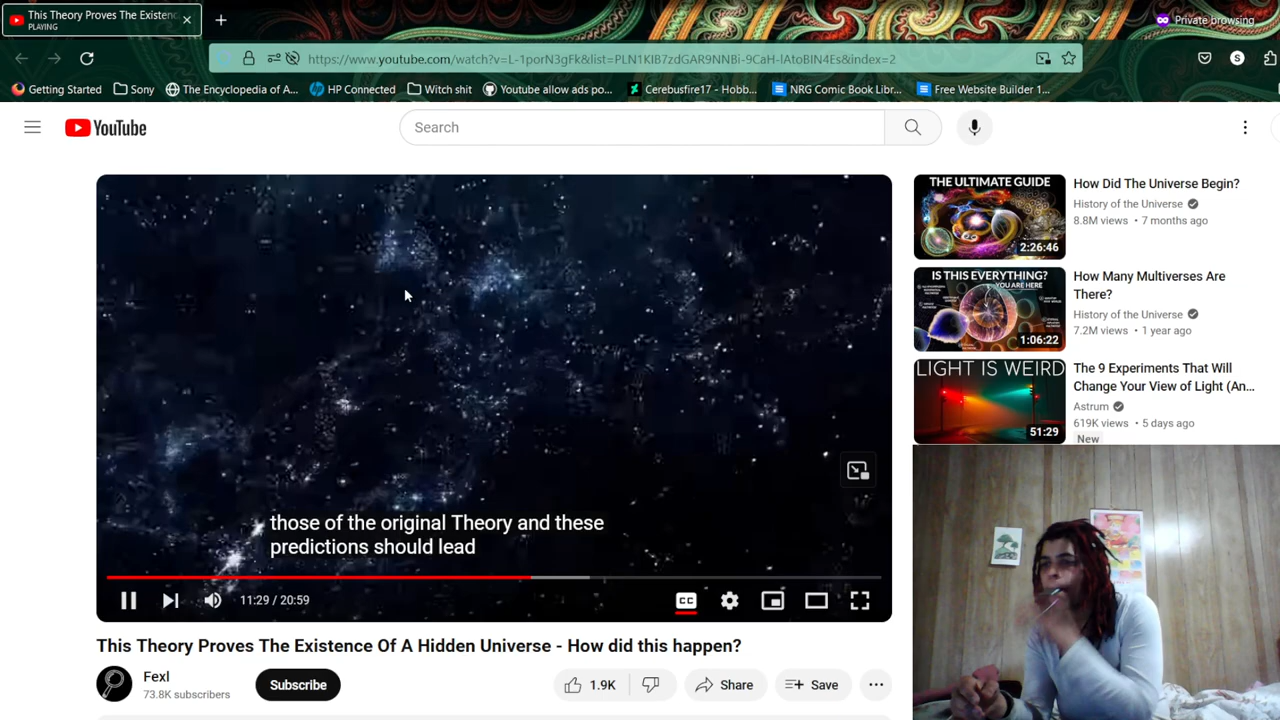 This Theory Proves The Existenc
PLAYING
Private browsing
https://www.youtube.com/watch?v=L-1porN3gFk&list=PLN1KIB7zdGAR9NNBi-9CaH-lAtoBIN4Es&index=2
S
Getting Started
Sony
The Encyclopedia of A...
HP Connected
Witch shit
Youtube allow ads po...
Cerebusfire17 - Hobb...
NRG Comic Book Libr...
Free Website Builder 1...
YouTube
Search
those of the original Theory and these
predictions should lead
CC
11:29 / 20:59
This Theory Proves The Existence Of A Hidden Universe - How did this happen?
Fexl
73.8K subscribers
Subscribe
1.9K
Share
Save
THE ULTIMATE GUIDE
2:26:46
How Did The Universe Begin?
History of the Universe
8.8M views • 7 months ago
IS THIS EVERYTHING?
YOU ARE HERE
1:06:22
How Many Multiverses Are
There?
History of the Universe
7.2M views • 1 year ago
LIGHT IS WEIRD
51:29
The 9 Experiments That Will
Change Your View of Light (An...
Astrum
619K views • 5 days ago
New